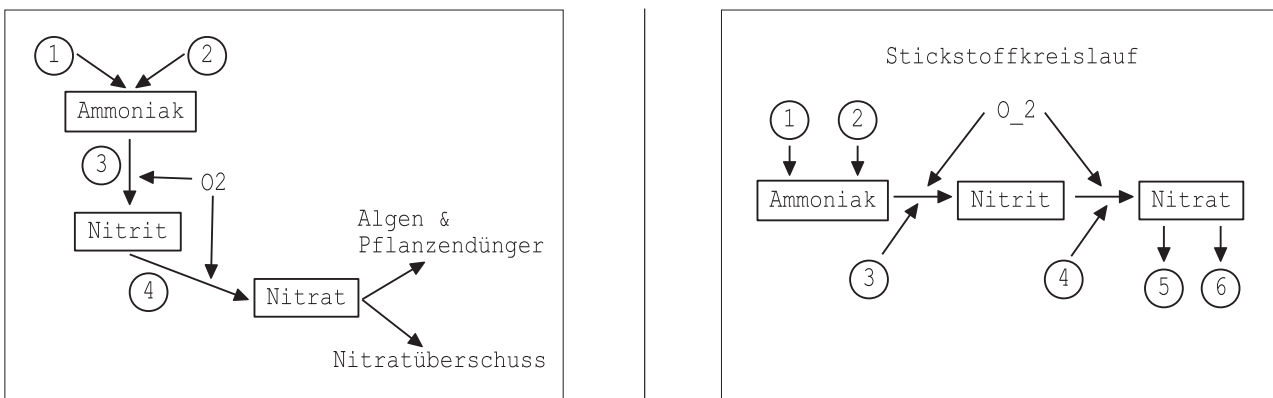 1
2
Ammoniak
3
O2
Nitrit
4
Algen &
Pflanzendünger
Nitrat
Nitratüberschuss
Stickstoffkreislauf
1
2
O_2
Ammoniak
Nitrit
Nitrat
3
4
5
6